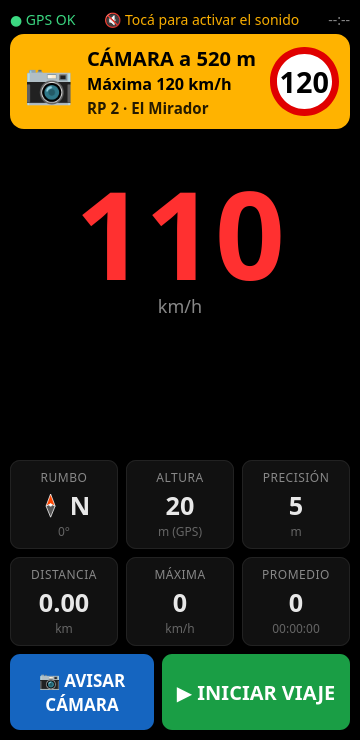 GPS OK
Tocá para activar el sonido
--:--
CÁMARA a 520 m
Máxima 120 km/h
RP 2 · El Mirador
120
110
km/h
RUMBO
N
0°
ALTURA
20
m (GPS)
PRECISIÓN
5
m
DISTANCIA
0.00
km
MÁXIMA
0
km/h
PROMEDIO
0
00:00:00
AVISAR
CÁMARA
INICIAR VIAJE